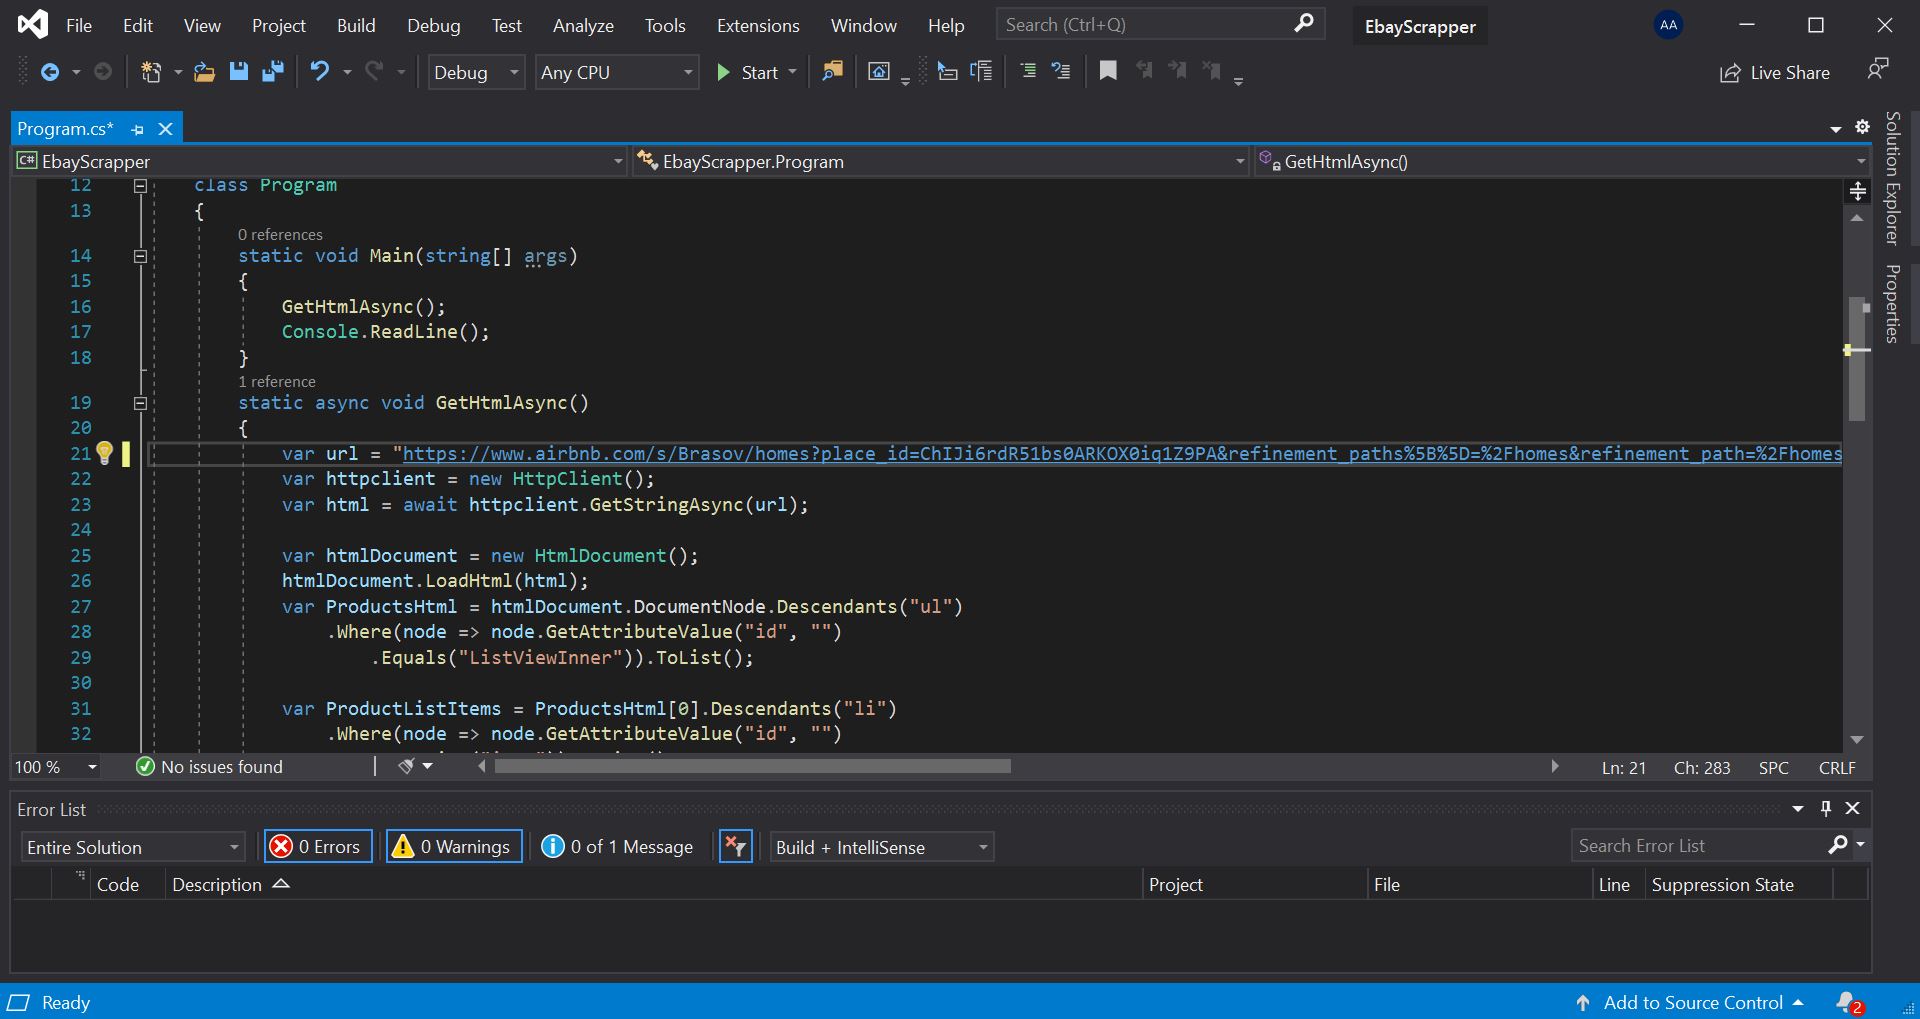 File Edit View Project Build Debug Test Analyze Tools Extensions Window Help Search (Ctrl+Q) EbayScrapper AA
Debug Any CPU Start Live Share
Program.cs*
C# EbayScrapper EbayScrapper.Program GetHtmlAsync()
12 class Program
13 {
0 references
14 static void Main(string[] args)
15 {
16 GetHtmlAsync();
17 Console.ReadLine();
18 }
1 reference
19 static async void GetHtmlAsync()
20 {
21 var url = "https://www.airbnb.com/s/Brasov/homes?place_id=ChIJi6rdR51bs0ARKOX0iq1Z9PA&refinement_paths%5B%5D=%2Fhomes&refinement_path=%2Fhomes
22 var httpclient = new HttpClient();
23 var html = await httpclient.GetStringAsync(url);
24
25 var htmlDocument = new HtmlDocument();
26 htmlDocument.LoadHtml(html);
27 var ProductsHtml = htmlDocument.DocumentNode.Descendants("ul")
28 .Where(node => node.GetAttributeValue("id", "")
29 .Equals("ListViewInner")).ToList();
30
31 var ProductListItems = ProductsHtml[0].Descendants("li")
32 .Where(node => node.GetAttributeValue("id", "")
Solution Explorer
Properties
100 % No issues found Ln: 21 Ch: 283 SPC CRLF
Error List
Entire Solution 0 Errors 0 Warnings 0 of 1 Message Build + IntelliSense Search Error List
Code Description Project File Line Suppression State
Ready Add to Source Control 2